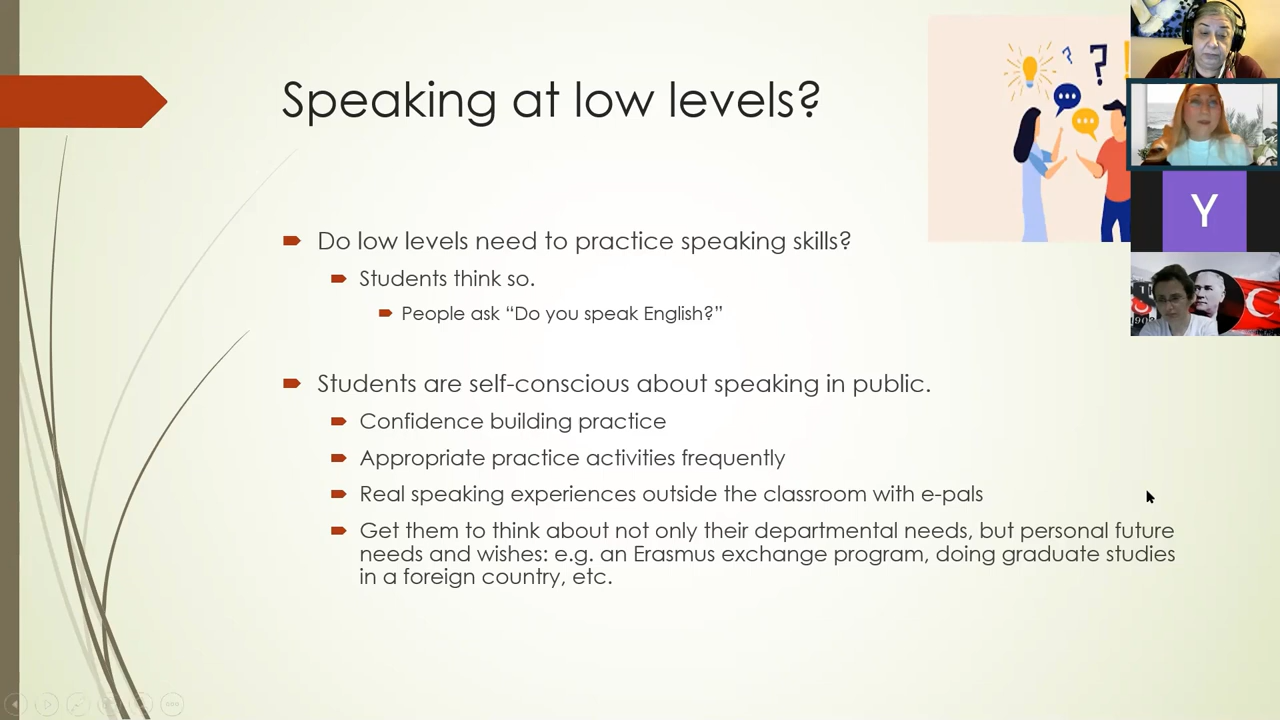 Speaking at low levels?
Do low levels need to practice speaking skills?
Students think so.
People ask “Do you speak English?”
Students are self-conscious about speaking in public.
Confidence building practice
Appropriate practice activities frequently
Real speaking experiences outside the classroom with e-pals
Get them to think about not only their departmental needs, but personal future
needs and wishes: e.g. an Erasmus exchange program, doing graduate studies
in a foreign country, etc.
? ? !
Y